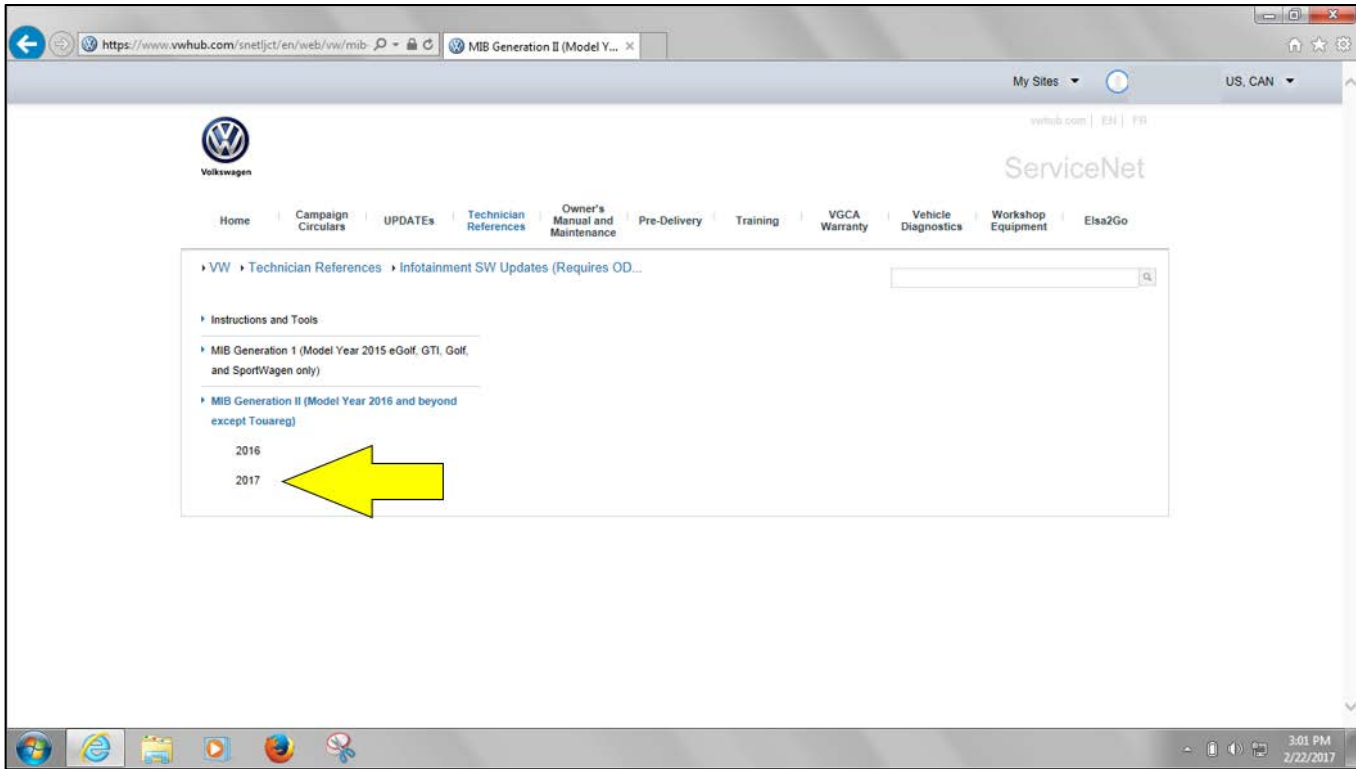 https://www.vwhub.com/snetljct/en/web/vw/mib-
MIB Generation II (Model Y...
My Sites
US, CAN
vwhub.com | EN | FR
Volkswagen
ServiceNet
Home
Campaign
Circulars
UPDATEs
Technician
References
Owner's
Manual and
Maintenance
Pre-Delivery
Training
VGCA
Warranty
Vehicle
Diagnostics
Workshop
Equipment
Elsa2Go
VW
Technician References
Infotainment SW Updates (Requires OD...
Instructions and Tools
MIB Generation 1 (Model Year 2015 eGolf, GTI, Golf,
and SportWagen only)
MIB Generation II (Model Year 2016 and beyond
except Touareg)
2016
2017
3:01 PM
2/22/2017